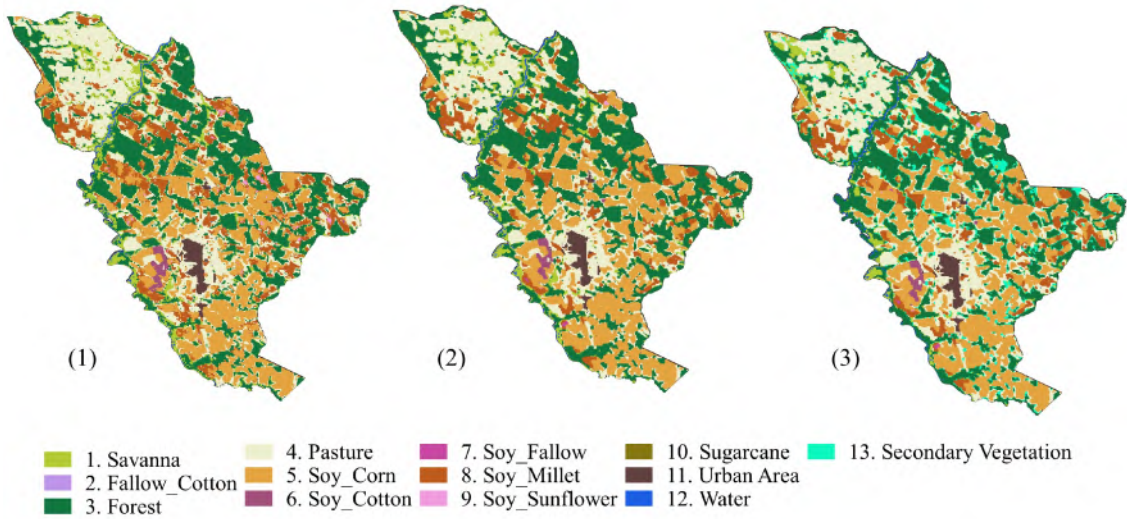 (1) (2) (3)
1. Savanna 4. Pasture 7. Soy_Fallow 10. Sugarcane 13. Secondary Vegetation
2. Fallow_Cotton 5. Soy_Corn 8. Soy_Millet 11. Urban Area
3. Forest 6. Soy_Cotton 9. Soy_Sunflower 12. Water